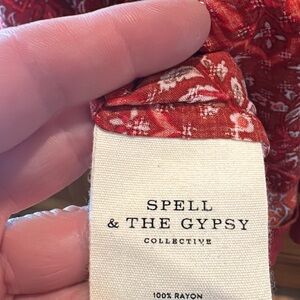 SPELL
& THE GYPSY
COLLECTIVE
100% RAYON